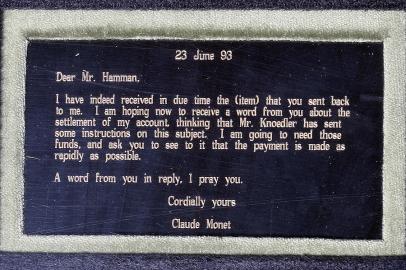 23 June 93
Dear Mr. Hamman,
I have indeed received in due time the (item) that you sent back
to me. I am hoping now to receive a word from you about the
settlement of my account, thinking that Mr. Knoedler has sent
some instructions on this subject. I am going to need those
funds, and ask you to see to it that the payment is made as
rapidly as possible.
A word from you in reply, I pray you.
Cordially yours
Claude Monet